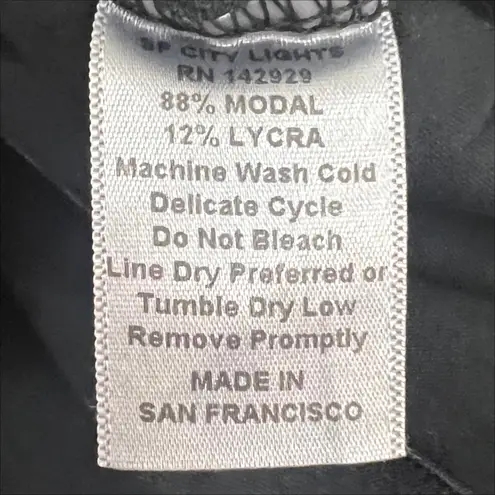 SF CITY LIGHTS
RN 142929
88% MODAL
12% LYCRA
Machine Wash Cold
Delicate Cycle
Do Not Bleach
Line Dry Preferred or
Tumble Dry Low
Remove Promptly
MADE IN
SAN FRANCISCO